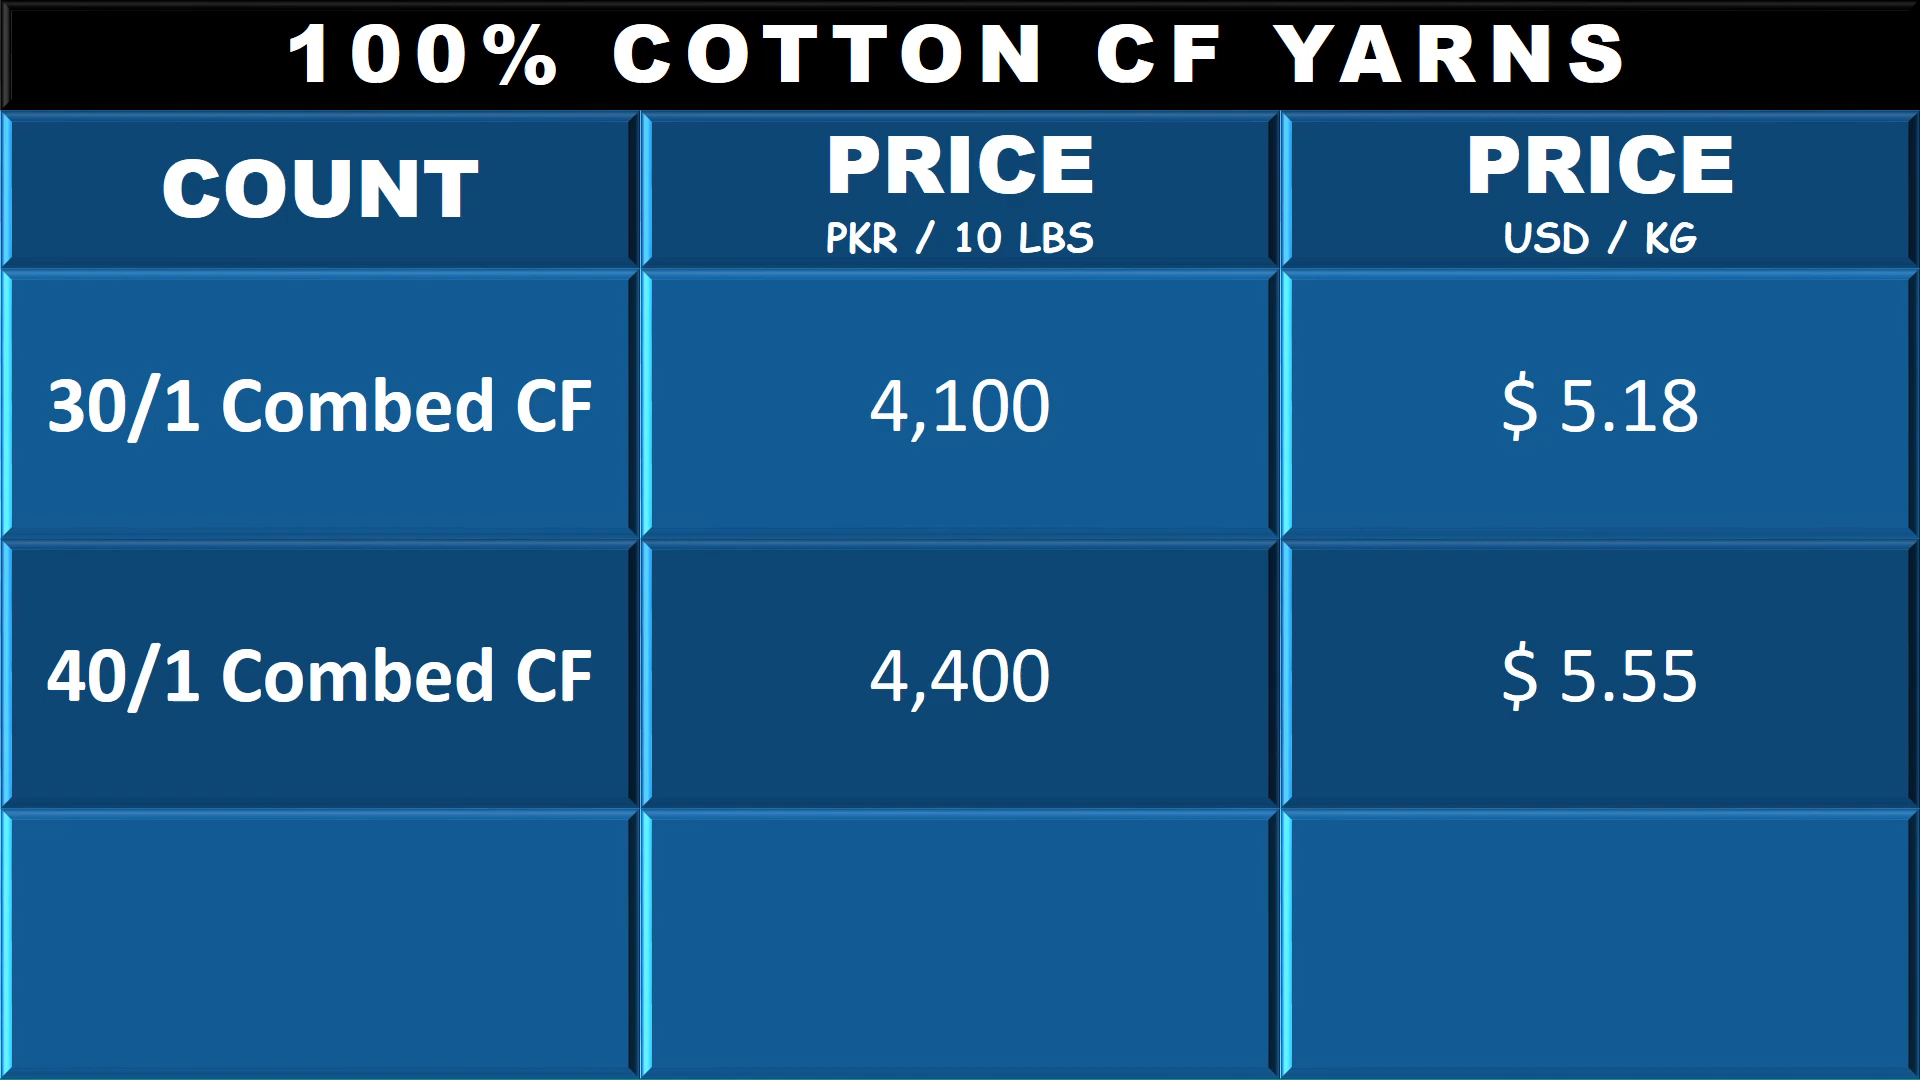 100% COTTON CF YARNS
COUNT
PRICE
PKR / 10 LBS
PRICE
USD / KG
30/1 Combed CF
4,100
$ 5.18
40/1 Combed CF
4,400
$ 5.55